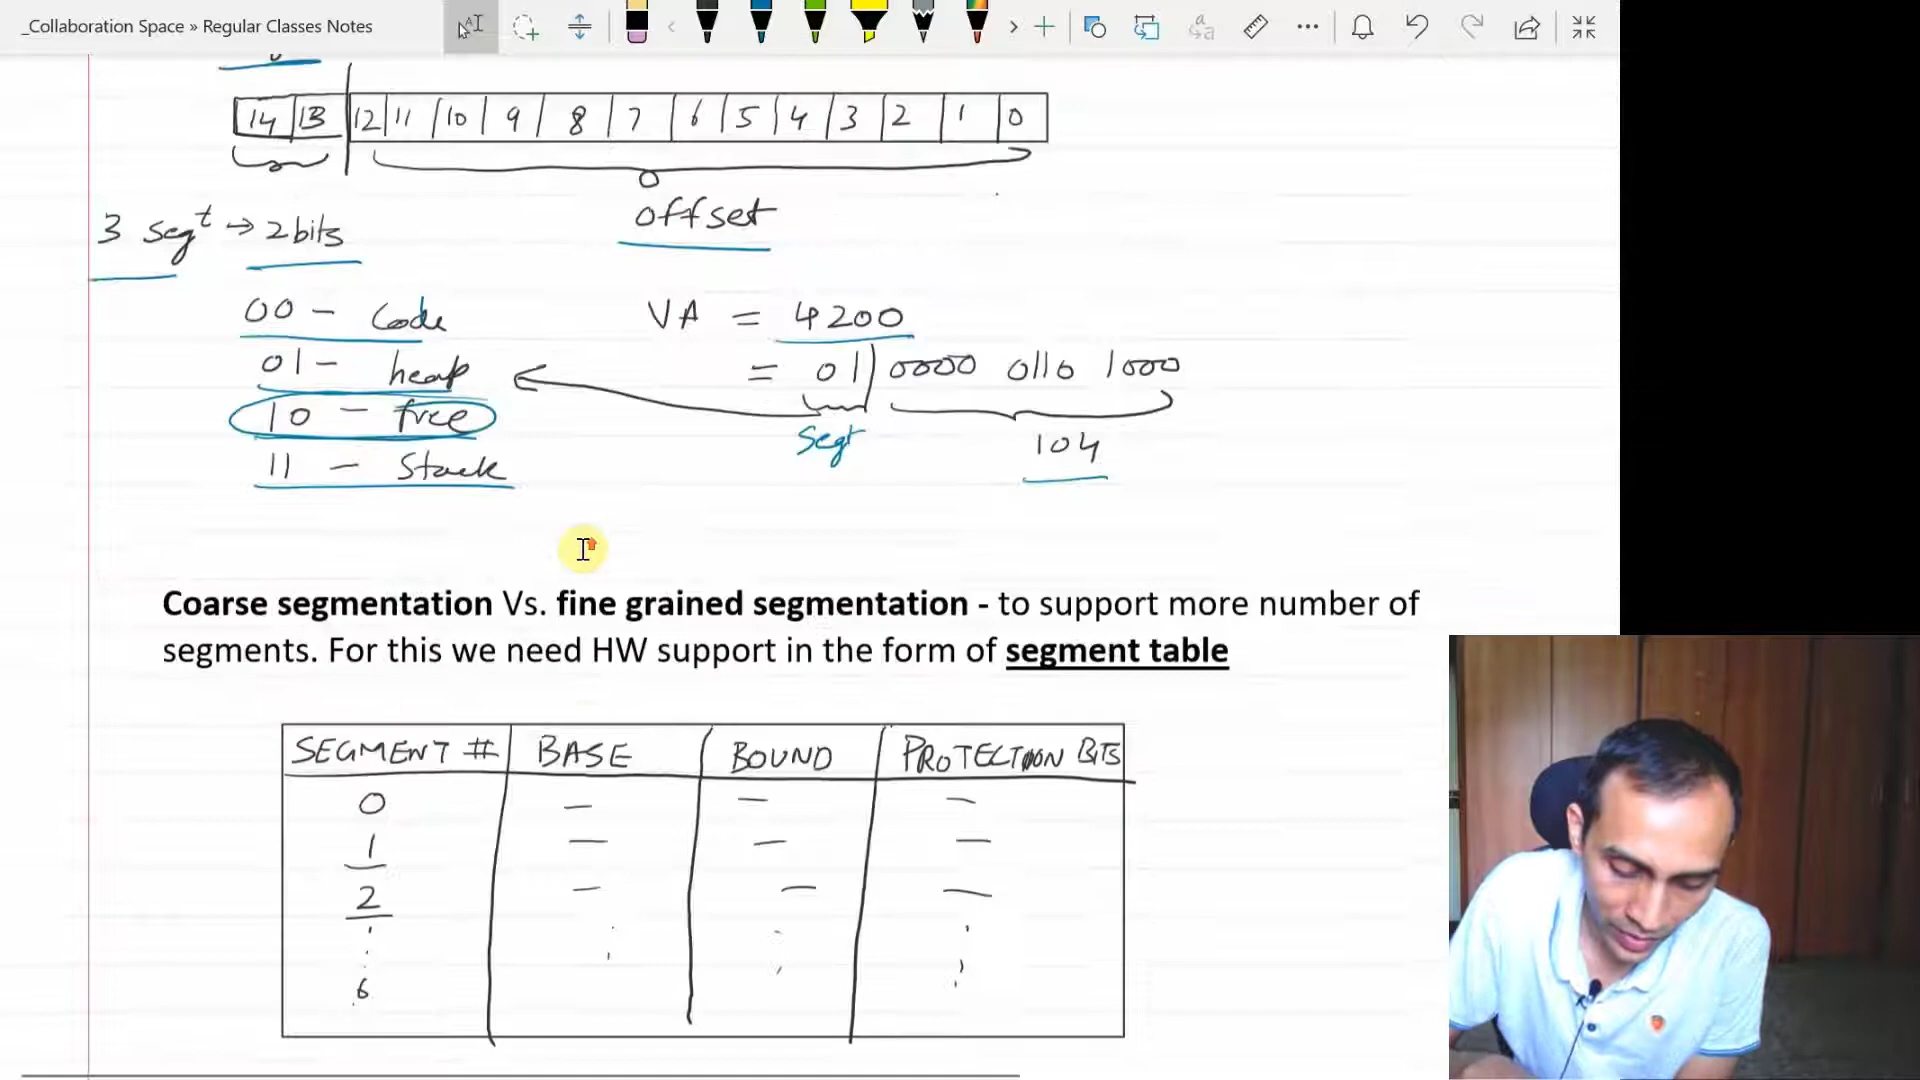 _Collaboration Space » Regular Classes Notes
14 13 12 11 10 9 8 7 6 5 4 3 2 1 0
offset
3 segt → 2 bits
00 - Code
VA = 4200
01 - heap
= 01 0000 0110 1000
10 - free
segt
104
11 - Stack
Coarse segmentation Vs. fine grained segmentation - to support more number of
segments. For this we need HW support in the form of segment table
SEGMENT # BASE BOUND PROTECTION BITS
0 - - -
1 - - -
2 - - -
6